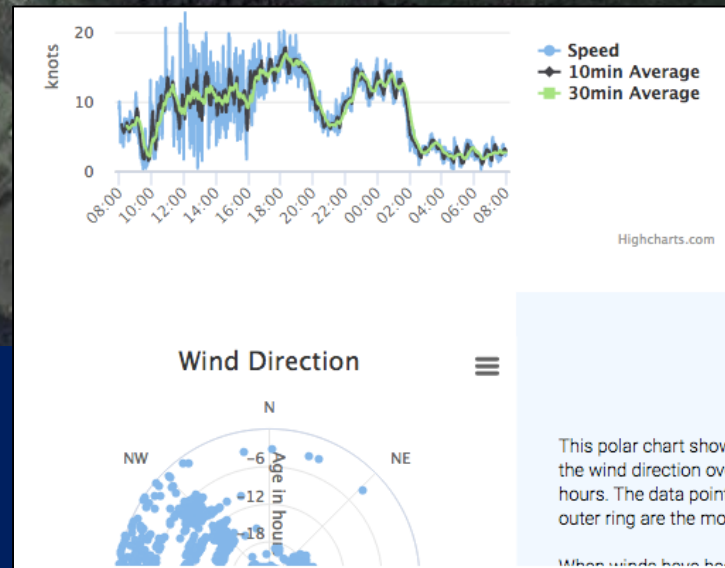 knots
20
10
0
08:00
10:00
12:00
14:00
16:00
18:00
20:00
22:00
00:00
02:00
04:00
06:00
08:00
Speed
10min Average
30min Average
Highcharts.com
Wind Direction
N
NW
NE
-6
-12
-18
Age in hour
This polar chart show
the wind direction ov
hours. The data point
outer ring are the mo